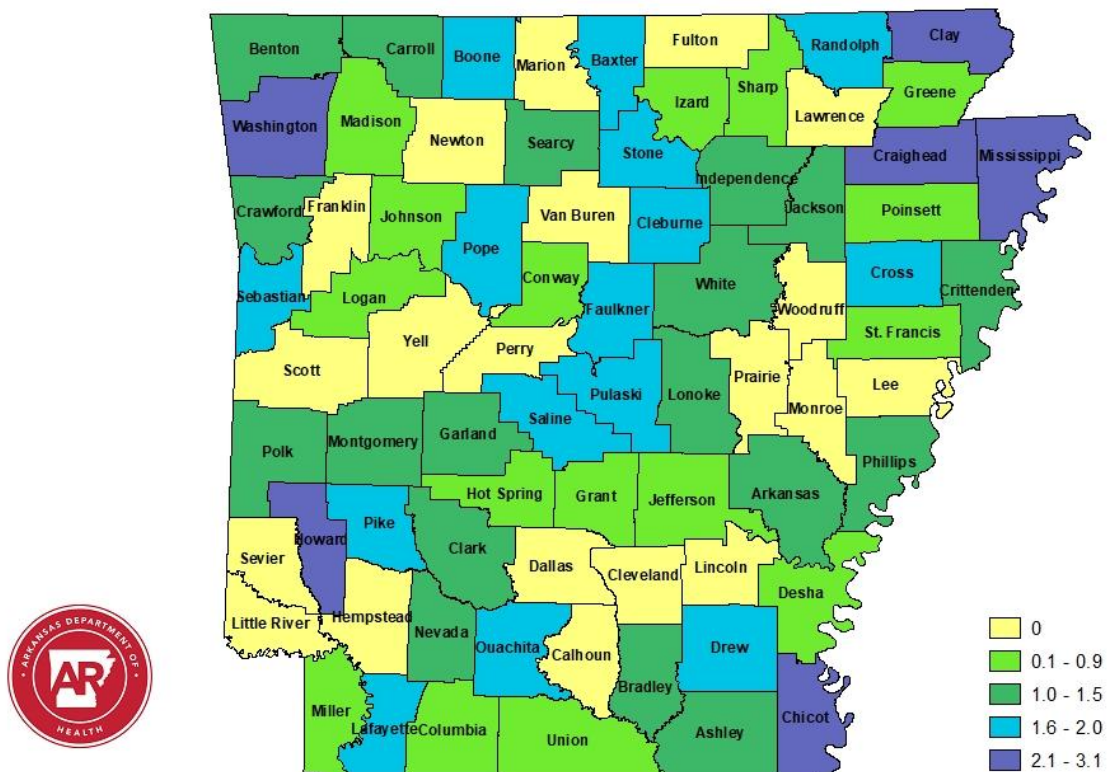 Benton
Carroll
Boone
Marion
Baxter
Fulton
Randolph
Clay
Izard
Sharp
Lawrence
Greene
Washington
Madison
Newton
Searcy
Stone
Independence
Jackson
Craighead
Mississippi
Crawford
Franklin
Johnson
Pope
Van Buren
Cleburne
Poinsett
Sebastian
Logan
Conway
Faulkner
White
Woodruff
Cross
Crittenden
Scott
Yell
Perry
St. Francis
Pulaski
Saline
Lonoke
Prairie
Monroe
Lee
Polk
Montgomery
Garland
Phillips
Hot Spring
Grant
Jefferson
Arkansas
Howard
Pike
Clark
Sevier
Dallas
Cleveland
Lincoln
Desha
Little River
Hempstead
Nevada
Ouachita
Calhoun
Bradley
Drew
Miller
Lafayette
Columbia
Union
Ashley
Chicot
ARKANSAS DEPARTMENT OF
AR
HEALTH
0
0.1 - 0.9
1.0 - 1.5
1.6 - 2.0
2.1 - 3.1